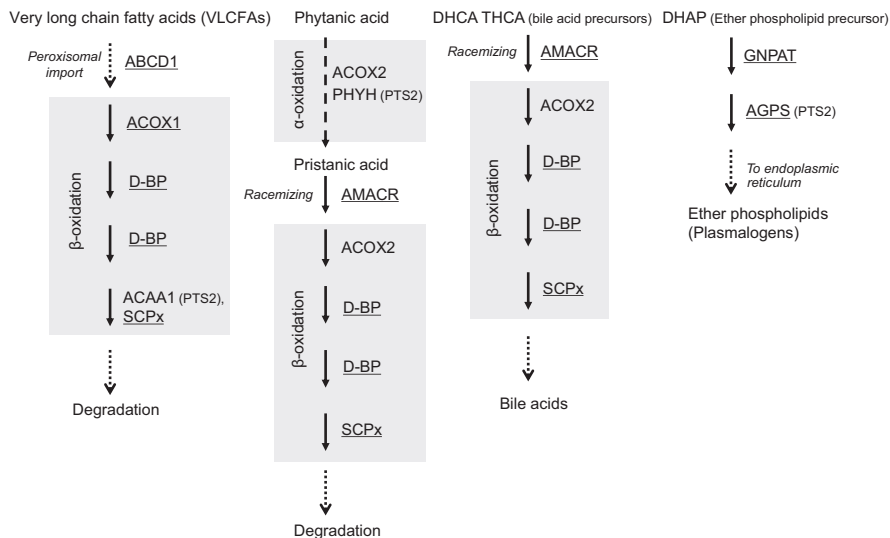 Very long chain fatty acids (VLCFAs)
Peroxisomal
import
ABCD1
ACOX1
D-BP
D-BP
β-oxidation
ACAA1 (PTS2),
SCPx
Degradation
Phytanic acid
α-oxidation
ACOX2
PHYH (PTS2)
Pristanic acid
Racemizing
AMACR
ACOX2
D-BP
β-oxidation
D-BP
SCPx
Degradation
DHCA THCA (bile acid precursors)
Racemizing
AMACR
ACOX2
D-BP
β-oxidation
D-BP
SCPx
Bile acids
DHAP (Ether phospholipid precursor)
GNPAT
AGPS (PTS2)
To endoplasmic
reticulum
Ether phospholipids
(Plasmalogens)